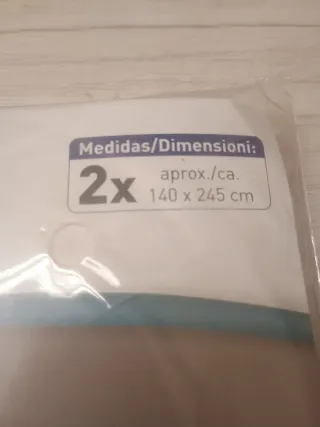 Medidas/Dimensioni:
2x
aprox./ca.
140 x 245 cm